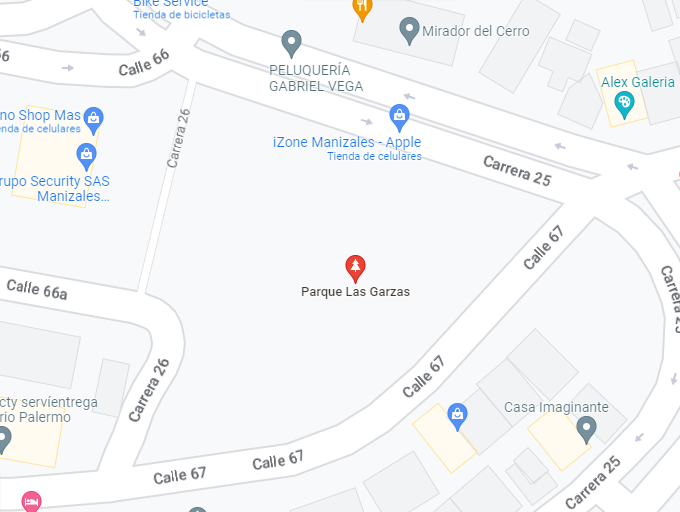 Bike Service
Tienda de bicicletas
Mirador del Cerro
66
Calle 66
PELUQUERÍA
GABRIEL VEGA
Alex Galeria
no Shop Mas
enda de celulares
Carrera 26
iZone Manizales - Apple
Tienda de celulares
Carrera 25
rupo Security SAS
Manizales...
Calle 67
Parque Las Garzas
Calle 66a
Carrera 25
Carrera 26
Calle 67
cty servíentrega
rio Palermo
Casa Imaginante
Calle 67
Calle 67
Carrera 25